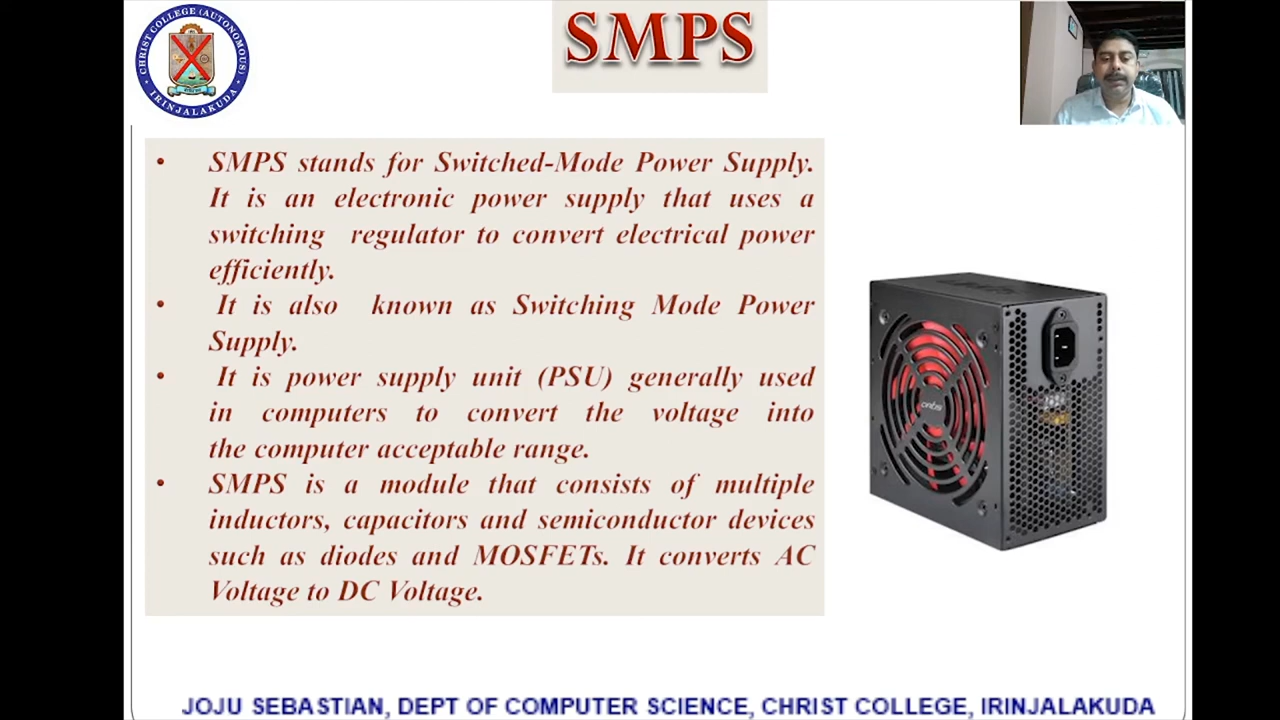 SMPS
CHRIST COLLEGE (AUTONOMOUS)
IRINJALAKUDA
• SMPS stands for Switched-Mode Power Supply.
It is an electronic power supply that uses a
switching regulator to convert electrical power
efficiently.
• It is also known as Switching Mode Power
Supply.
• It is power supply unit (PSU) generally used
in computers to convert the voltage into
the computer acceptable range.
• SMPS is a module that consists of multiple
inductors, capacitors and semiconductor devices
such as diodes and MOSFETs. It converts AC
Voltage to DC Voltage.
JOJU SEBASTIAN, DEPT OF COMPUTER SCIENCE, CHRIST COLLEGE, IRINJALAKUDA